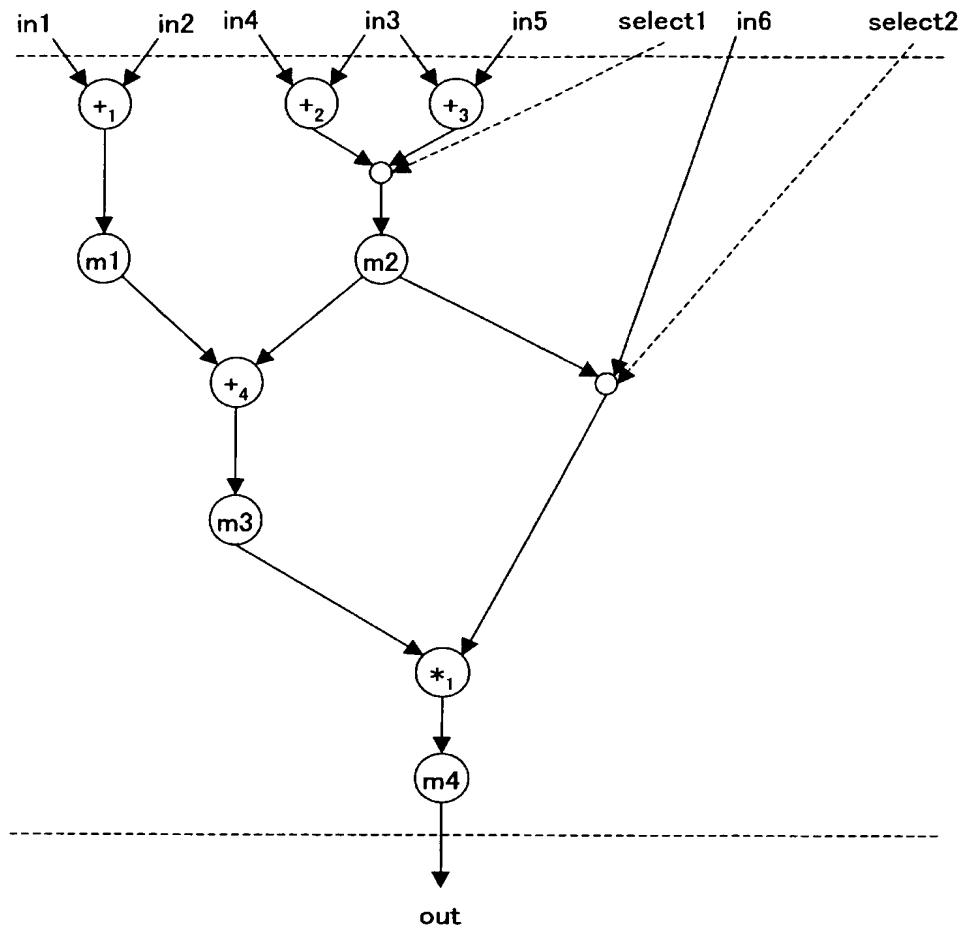 in1 in2 in4 in3 in5 select1 in6 select2
+1 +2 +3
m1 m2
+4
m3
*1
m4
out